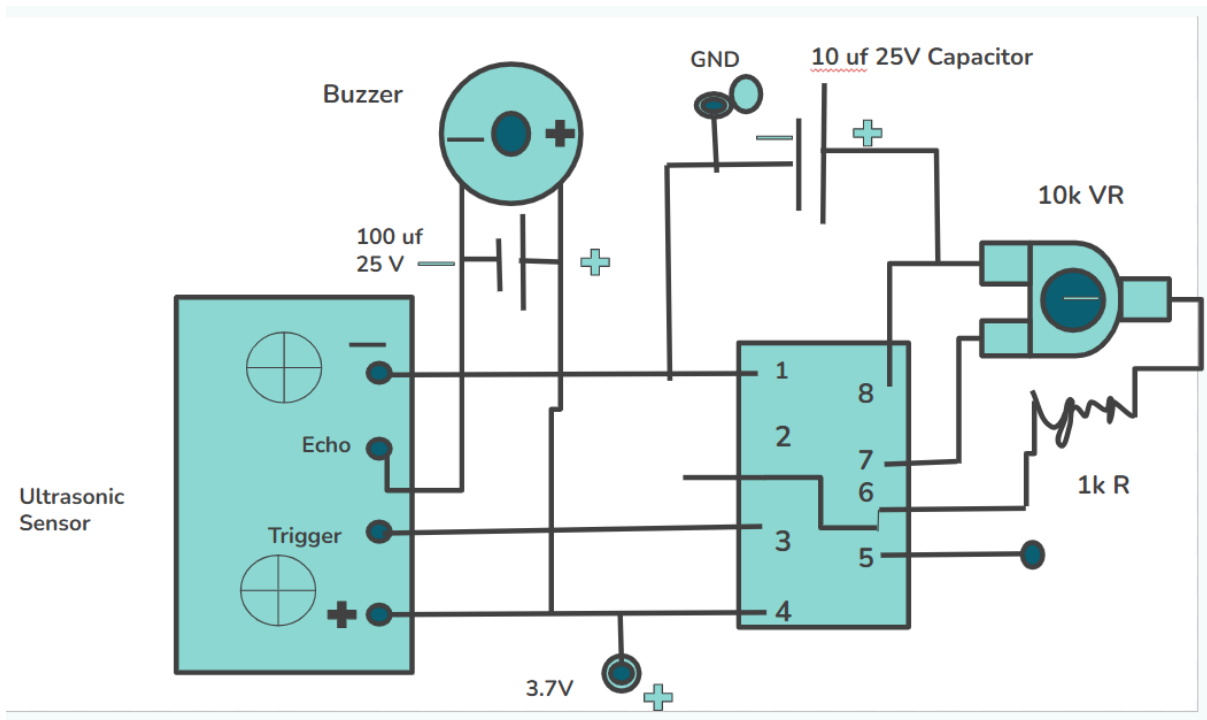 GND
10 uf 25V Capacitor
Buzzer
10k VR
100 uf
25 V
1
8
2
Echo
7
6
1k R
Ultrasonic
Sensor
Trigger
3
5
4
3.7V